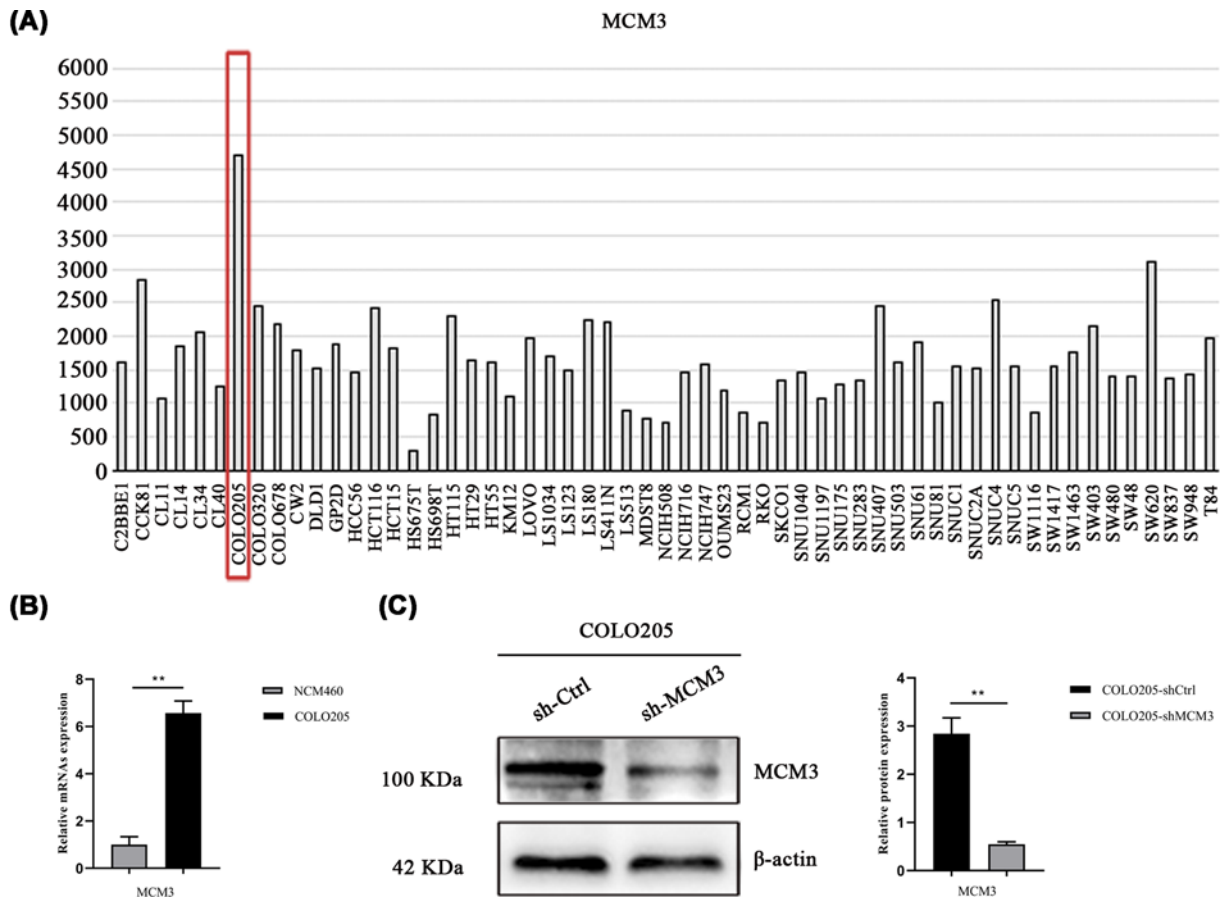 (A)
MCM3
6000
5500
5000
4500
4000
3500
3000
2500
2000
1500
1000
500
0
C2BBE1
CCK81
CL11
CL14
CL34
CL40
COLO205
COLO320
COLO678
CW2
DLD1
GP2D
HCC56
HCT116
HCT15
HS675T
HS698T
HT115
HT29
HT55
KM12
LOVO
LS1034
LS123
LS180
LS411N
LS513
MDST8
NCIH508
NCIH716
NCIH747
OUMS23
RCM1
RKO
SKCO1
SNU1040
SNU1197
SNU175
SNU283
SNU407
SNU503
SNU61
SNU81
SNUC1
SNUC2A
SNUC4
SNUC5
SW1116
SW1417
SW1463
SW403
SW480
SW48
SW620
SW837
SW948
T84
(B)
Relative mRNAs expression
8
6
4
2
0
**
MCM3
NCM460
COLO205
(C)
COLO205
sh-Ctrl
sh-MCM3
100 KDa
MCM3
42 KDa
β-actin
Relative protein expression
4
3
2
1
0
**
MCM3
COLO205-shCtrl
COLO205-shMCM3